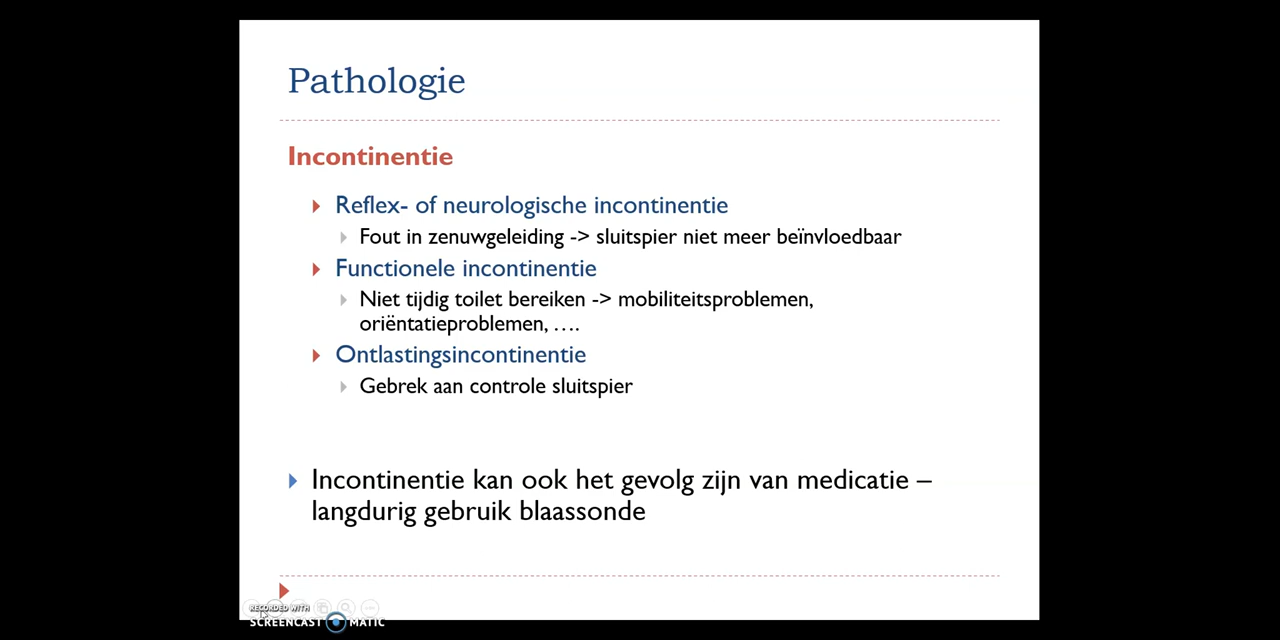 Pathologie
Incontinentie
Reflex- of neurologische incontinentie
Fout in zenuwgeleiding -> sluitspier niet meer beïnvloedbaar
Functionele incontinentie
Niet tijdig toilet bereiken -> mobiliteitsproblemen,
oriëntatieproblemen, ….
Ontlastingsincontinentie
Gebrek aan controle sluitspier
Incontinentie kan ook het gevolg zijn van medicatie –
langdurig gebruik blaassonde
RECORDED WITH
SCREENCAST MATIC